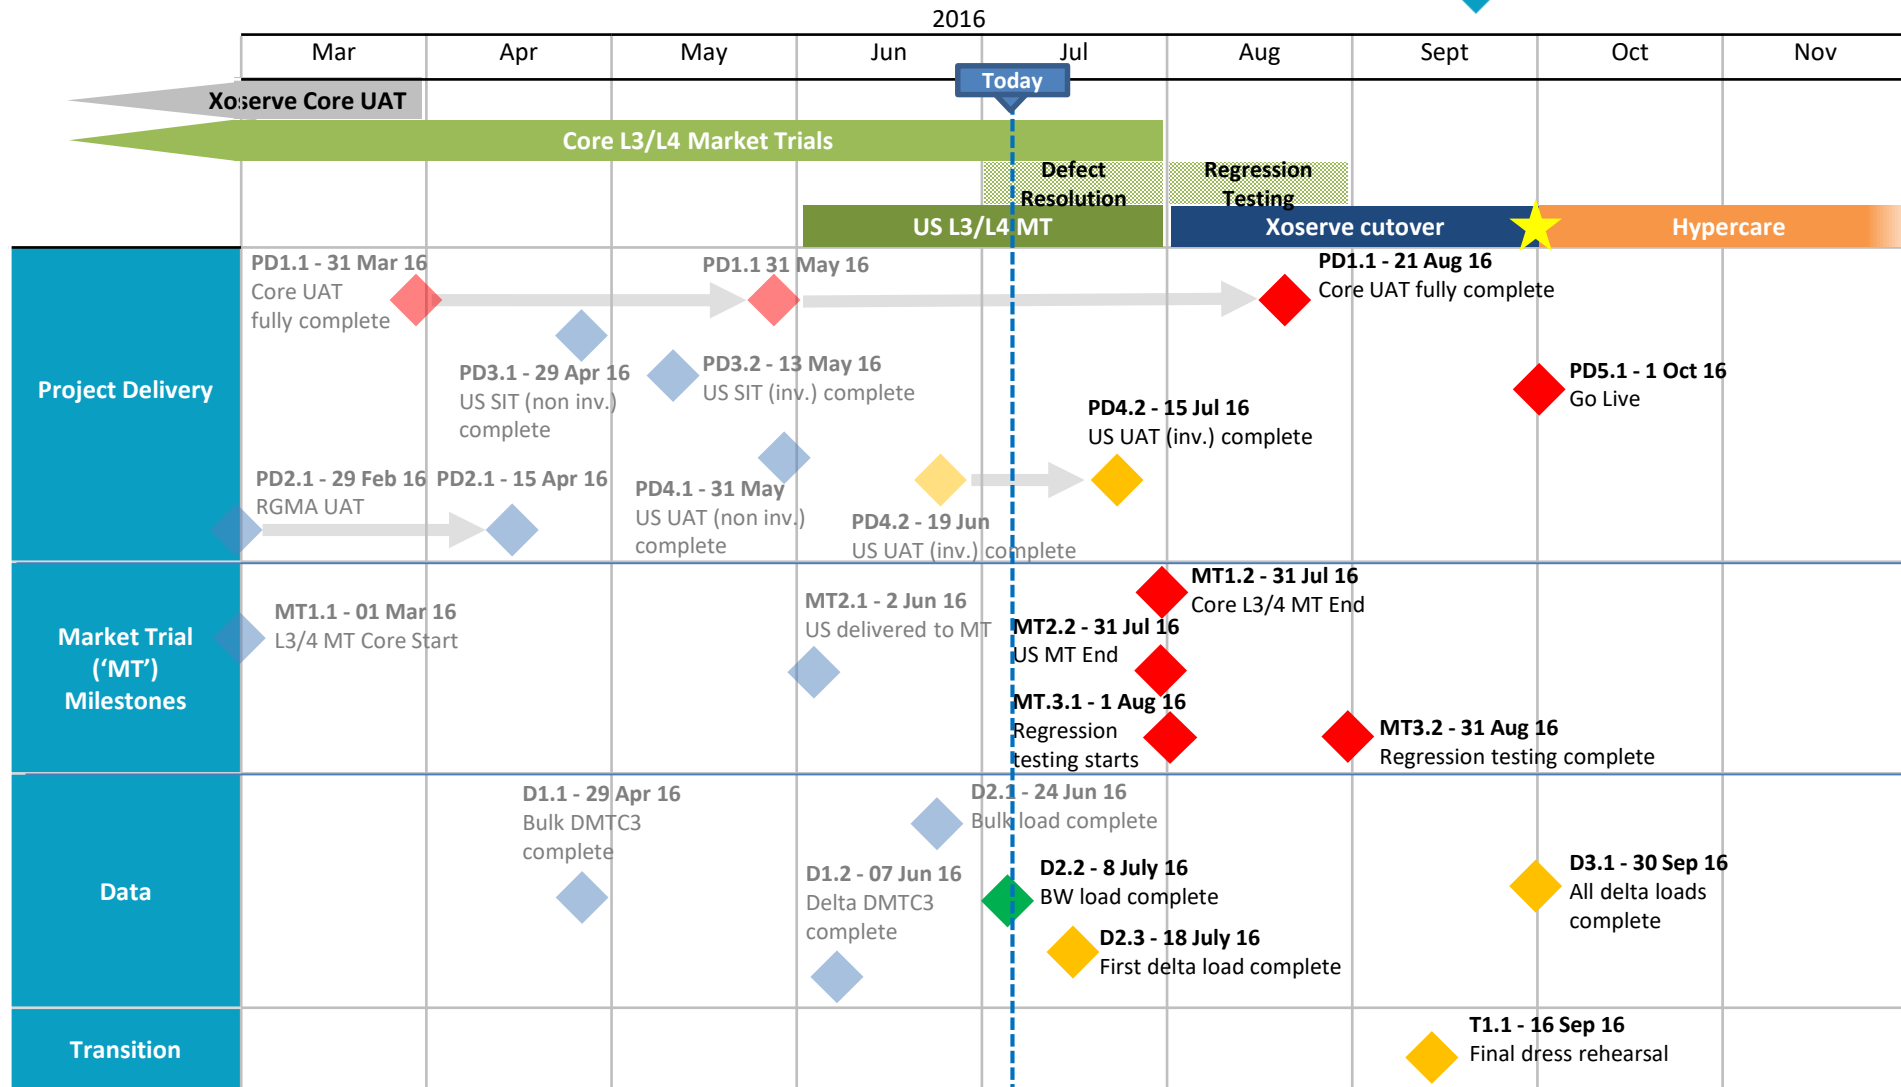 2016
Mar
Apr
May
Jun
Jul
Aug
Sept
Oct
Nov
Today
Xoserve Core UAT
Core L3/L4 Market Trials
Defect
Resolution
Regression
Testing
US L3/L4 MT
Xoserve cutover
Hypercare
Project Delivery
PD1.1 - 31 Mar 16
Core UAT
fully complete
PD1.1 31 May 16
PD1.1 - 21 Aug 16
Core UAT fully complete
PD3.1 - 29 Apr 16
US SIT (non inv.)
complete
PD3.2 - 13 May 16
US SIT (inv.) complete
PD5.1 - 1 Oct 16
Go Live
PD4.2 - 15 Jul 16
US UAT (inv.) complete
PD2.1 - 29 Feb 16
RGMA UAT
PD2.1 - 15 Apr 16
PD4.1 - 31 May
US UAT (non inv.)
complete
PD4.2 - 19 Jun
US UAT (inv.) complete
Market Trial
(‘MT’)
Milestones
MT1.1 - 01 Mar 16
L3/4 MT Core Start
MT2.1 - 2 Jun 16
US delivered to MT
MT1.2 - 31 Jul 16
Core L3/4 MT End
MT2.2 - 31 Jul 16
US MT End
MT.3.1 - 1 Aug 16
Regression
testing starts
MT3.2 - 31 Aug 16
Regression testing complete
Data
D1.1 - 29 Apr 16
Bulk DMTC3
complete
D2.1 - 24 Jun 16
Bulk load complete
D1.2 - 07 Jun 16
Delta DMTC3
complete
D2.2 - 8 July 16
BW load complete
D2.3 - 18 July 16
First delta load complete
D3.1 - 30 Sep 16
All delta loads
complete
Transition
T1.1 - 16 Sep 16
Final dress rehearsal